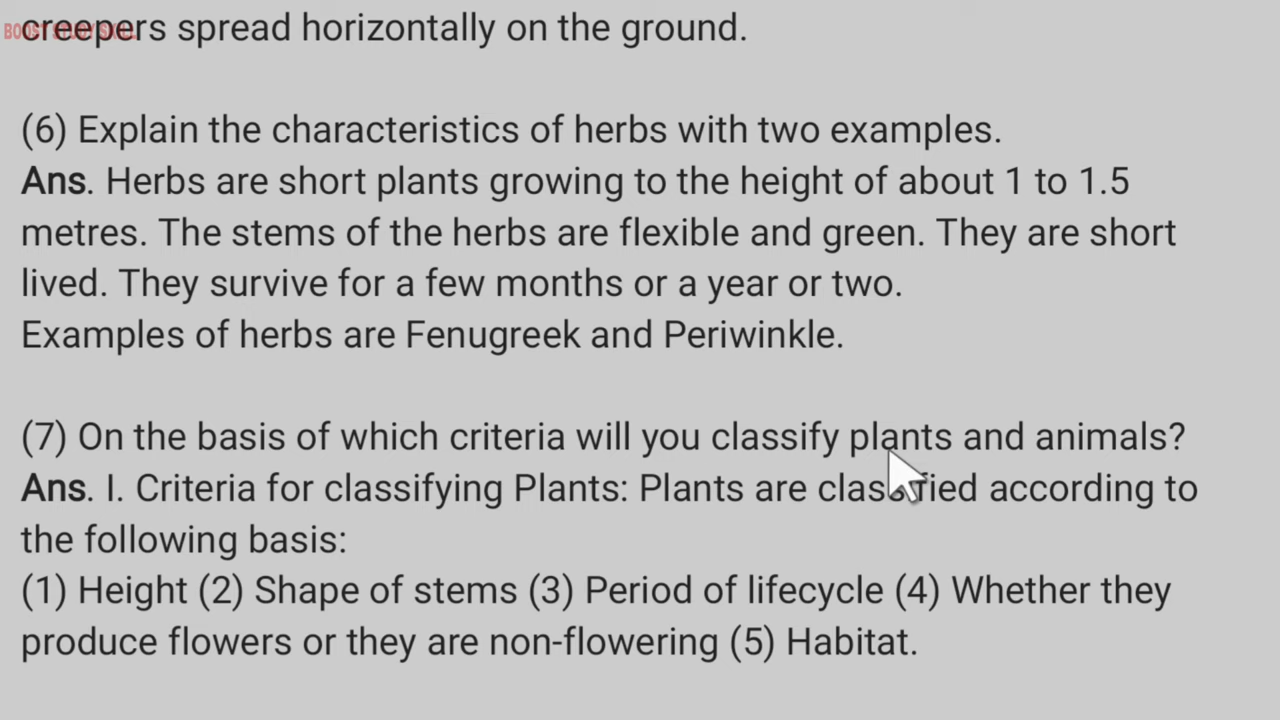 BOOST STUDY SKILL
creepers spread horizontally on the ground.
(6) Explain the characteristics of herbs with two examples.
Ans. Herbs are short plants growing to the height of about 1 to 1.5
metres. The stems of the herbs are flexible and green. They are short
lived. They survive for a few months or a year or two.
Examples of herbs are Fenugreek and Periwinkle.
(7) On the basis of which criteria will you classify plants and animals?
Ans. I. Criteria for classifying Plants: Plants are classified according to
the following basis:
(1) Height (2) Shape of stems (3) Period of lifecycle (4) Whether they
produce flowers or they are non-flowering (5) Habitat.